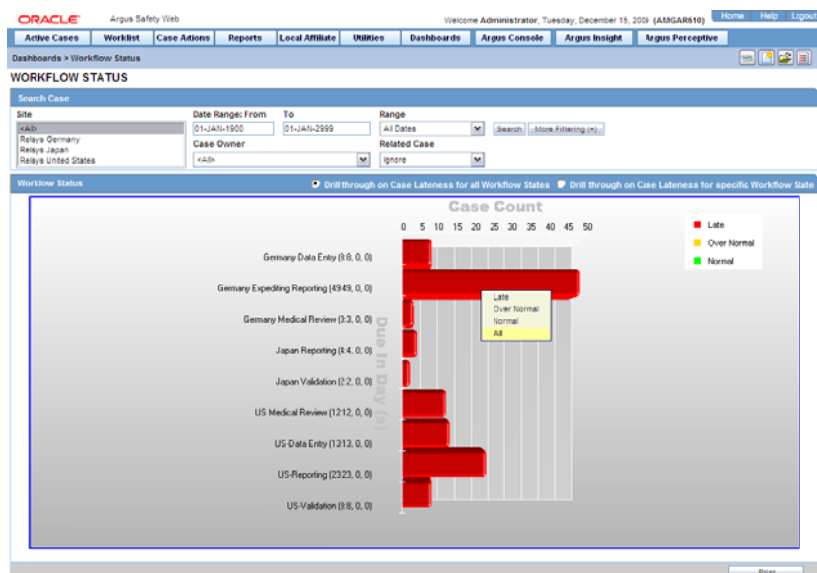 ORACLE Argus Safety Web Welcome Administrator, Tuesday, December 15, 2009 (AMGAR510) Home Help Logout
Active Cases Worklist Case Actions Reports Local Affiliate Utilities Dashboards Argus Console Argus Insight Argus Perceptive
Dashboards > Workflow Status
WORKFLOW STATUS
Search Case
Site Date Range: From To Range
<All> 01-JAN-1900 01-JAN-2999 All Dates Search More Filtering (+)
Relsys Germany Case Owner Related Case
Relsys Japan
Relsys United States <All> Ignore
Worklow Status Drill through on Case Lateness for all Workflow States Drill through on Case Lateness for specific Workflow State
Case Count
0 5 10 15 20 25 30 35 40 45 50
Late
Over Normal
Normal
Germany Data Entry (8:8, 0, 0)
Germany Expediting Reporting (49:49, 0, 0)
Late
Over Normal
Normal
All
Germany Medical Review (3:3, 0, 0)
Japan Reporting (4:4, 0, 0)
Japan Validation (2:2, 0, 0)
US Medical Review (12:12, 0, 0)
US-Data Entry (13:13, 0, 0)
US-Reporting (23:23, 0, 0)
US-Validation (8:8, 0, 0)
Due In Day (s)
Print